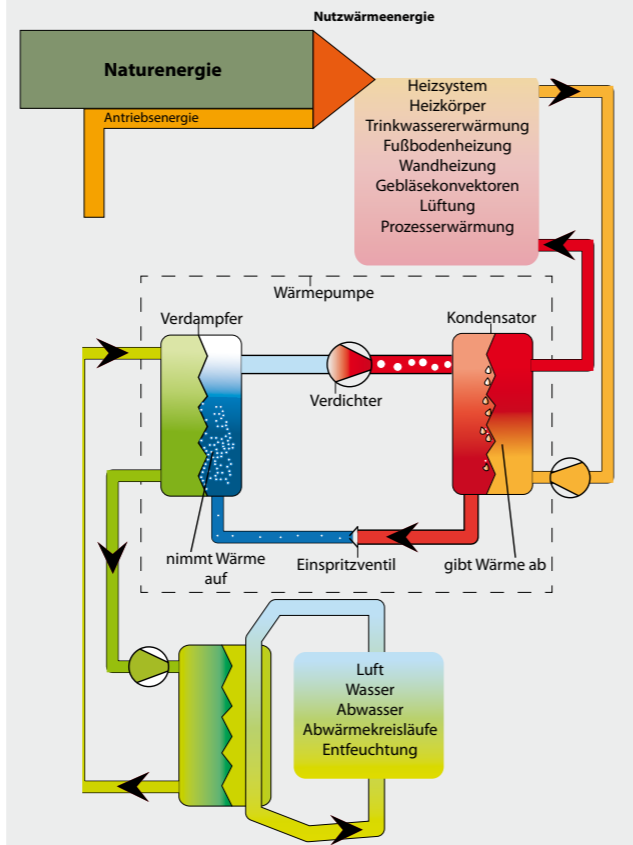 Nutzwärmeenergie
Naturenergie
Antriebsenergie
Heizsystem
Heizkörper
Trinkwassererwärmung
Fußbodenheizung
Wandheizung
Gebläsekonvektoren
Lüftung
Prozesserwärmung
Wärmepumpe
Verdampfer
Kondensator
Verdichter
nimmt Wärme
auf
Einspritzventil
gibt Wärme ab
Luft
Wasser
Abwasser
Abwärmekreisläufe
Entfeuchtung